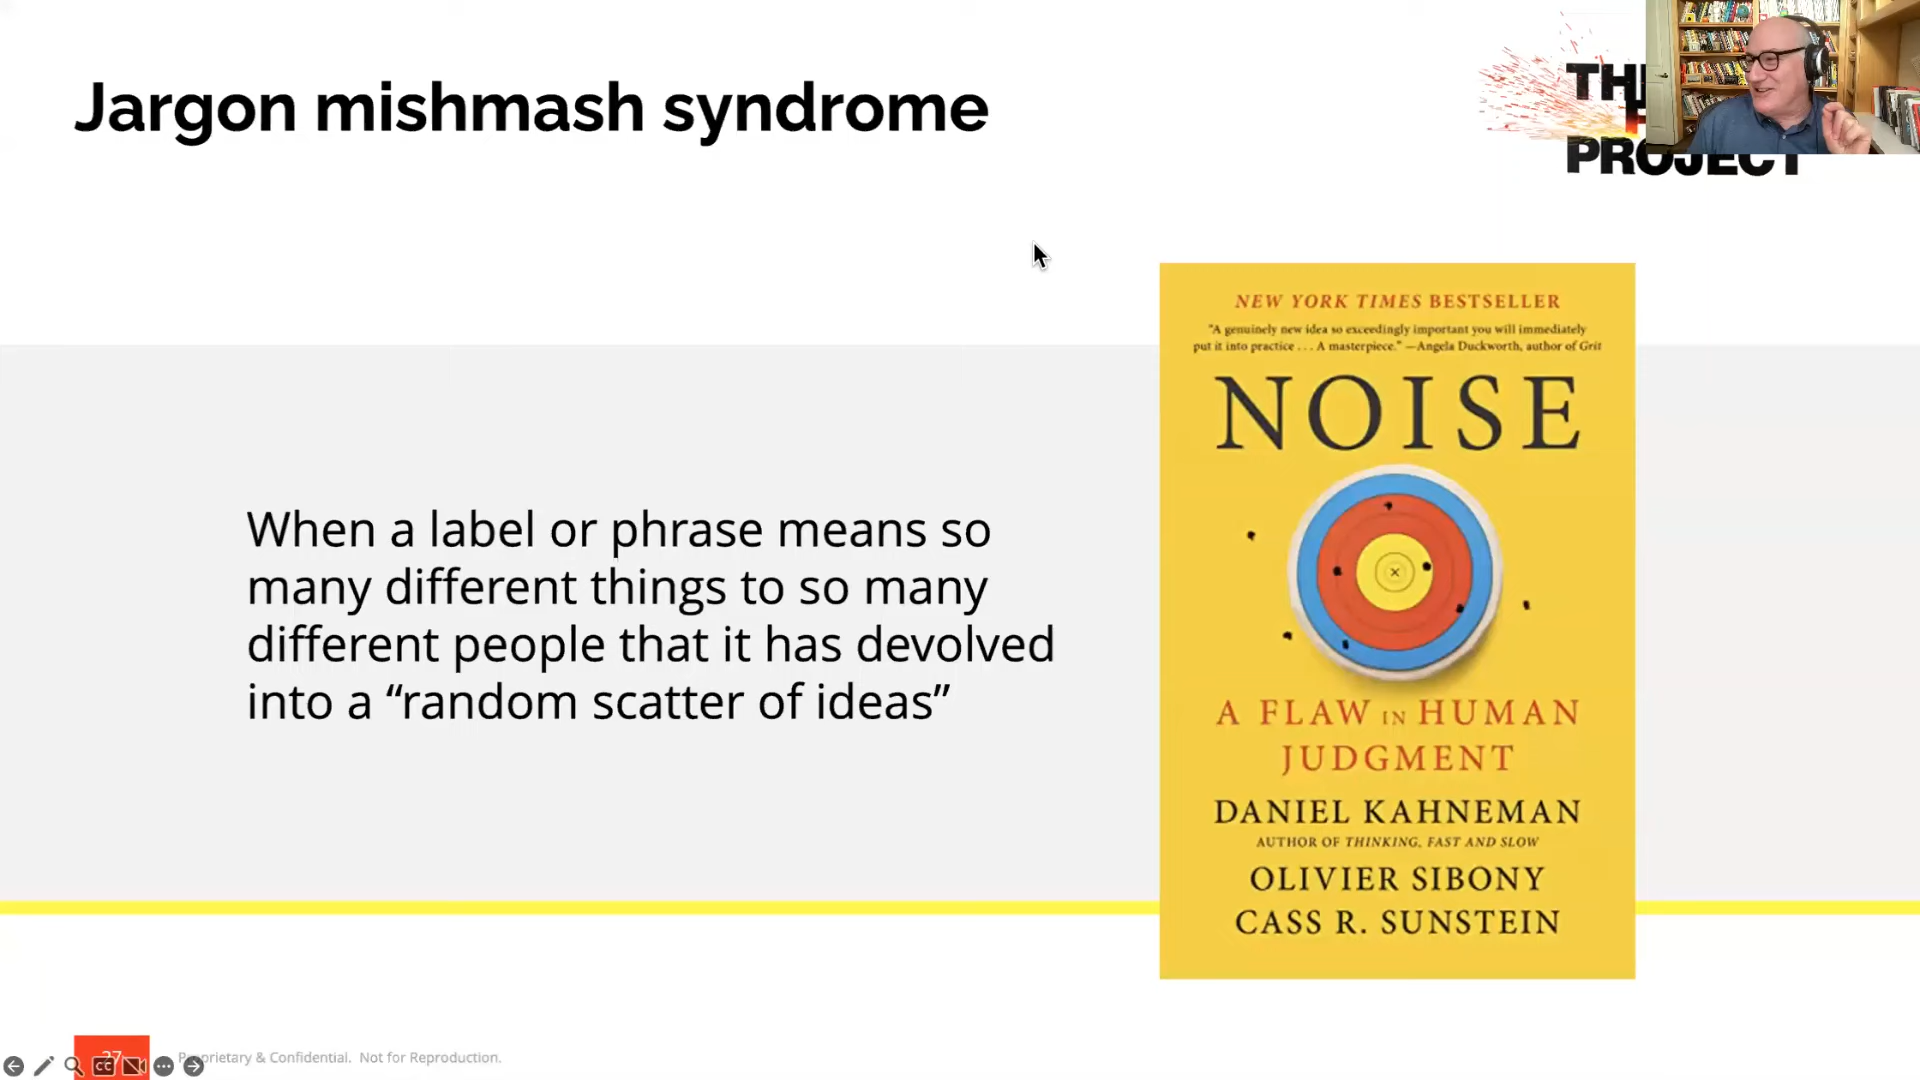 Jargon mishmash syndrome
PROJECT
NEW YORK TIMES BESTSELLER
"A genuinely new idea so exceedingly important you will immediately
put it into practice . . . A masterpiece." —Angela Duckworth, author of Grit
NOISE
When a label or phrase means so
many different things to so many
different people that it has devolved
into a “random scatter of ideas”
A FLAW IN HUMAN
JUDGMENT
DANIEL KAHNEMAN
AUTHOR OF THINKING, FAST AND SLOW
OLIVIER SIBONY
CASS R. SUNSTEIN
27
Proprietary & Confidential. Not for Reproduction.
CC